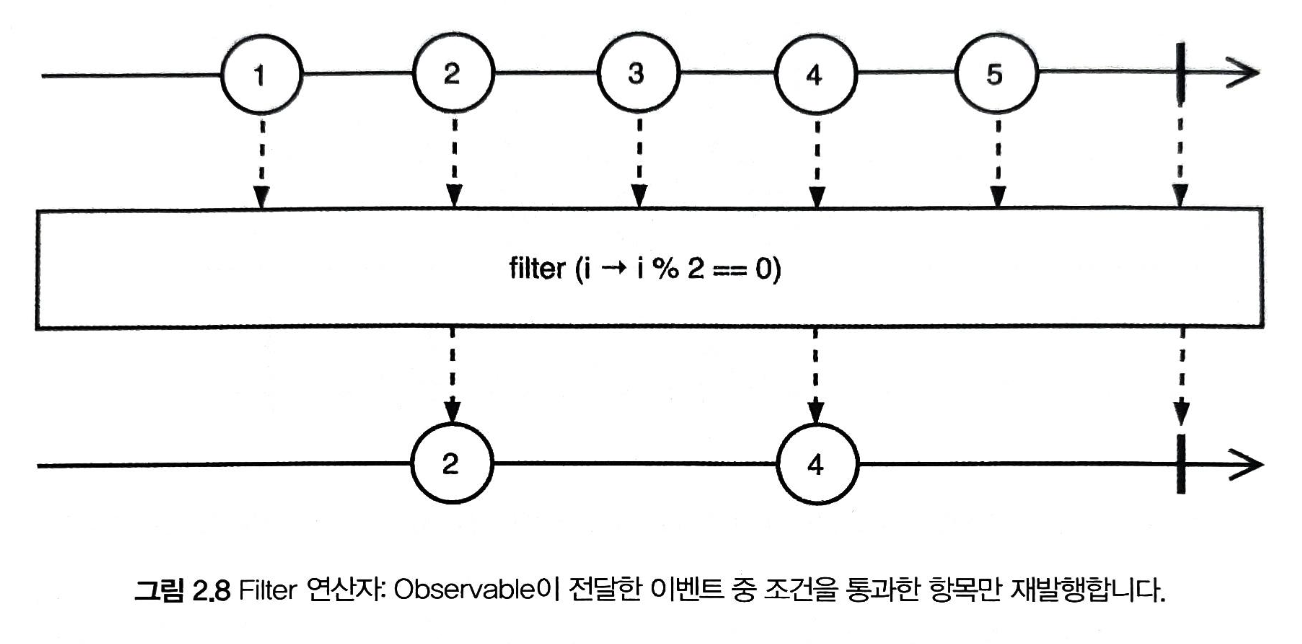 1 2 3 4 5
filter (i → i % 2 == 0)
2 4
그림 2.8 Filter 연산자: Observable이 전달한 이벤트 중 조건을 통과한 항목만 재발행합니다.